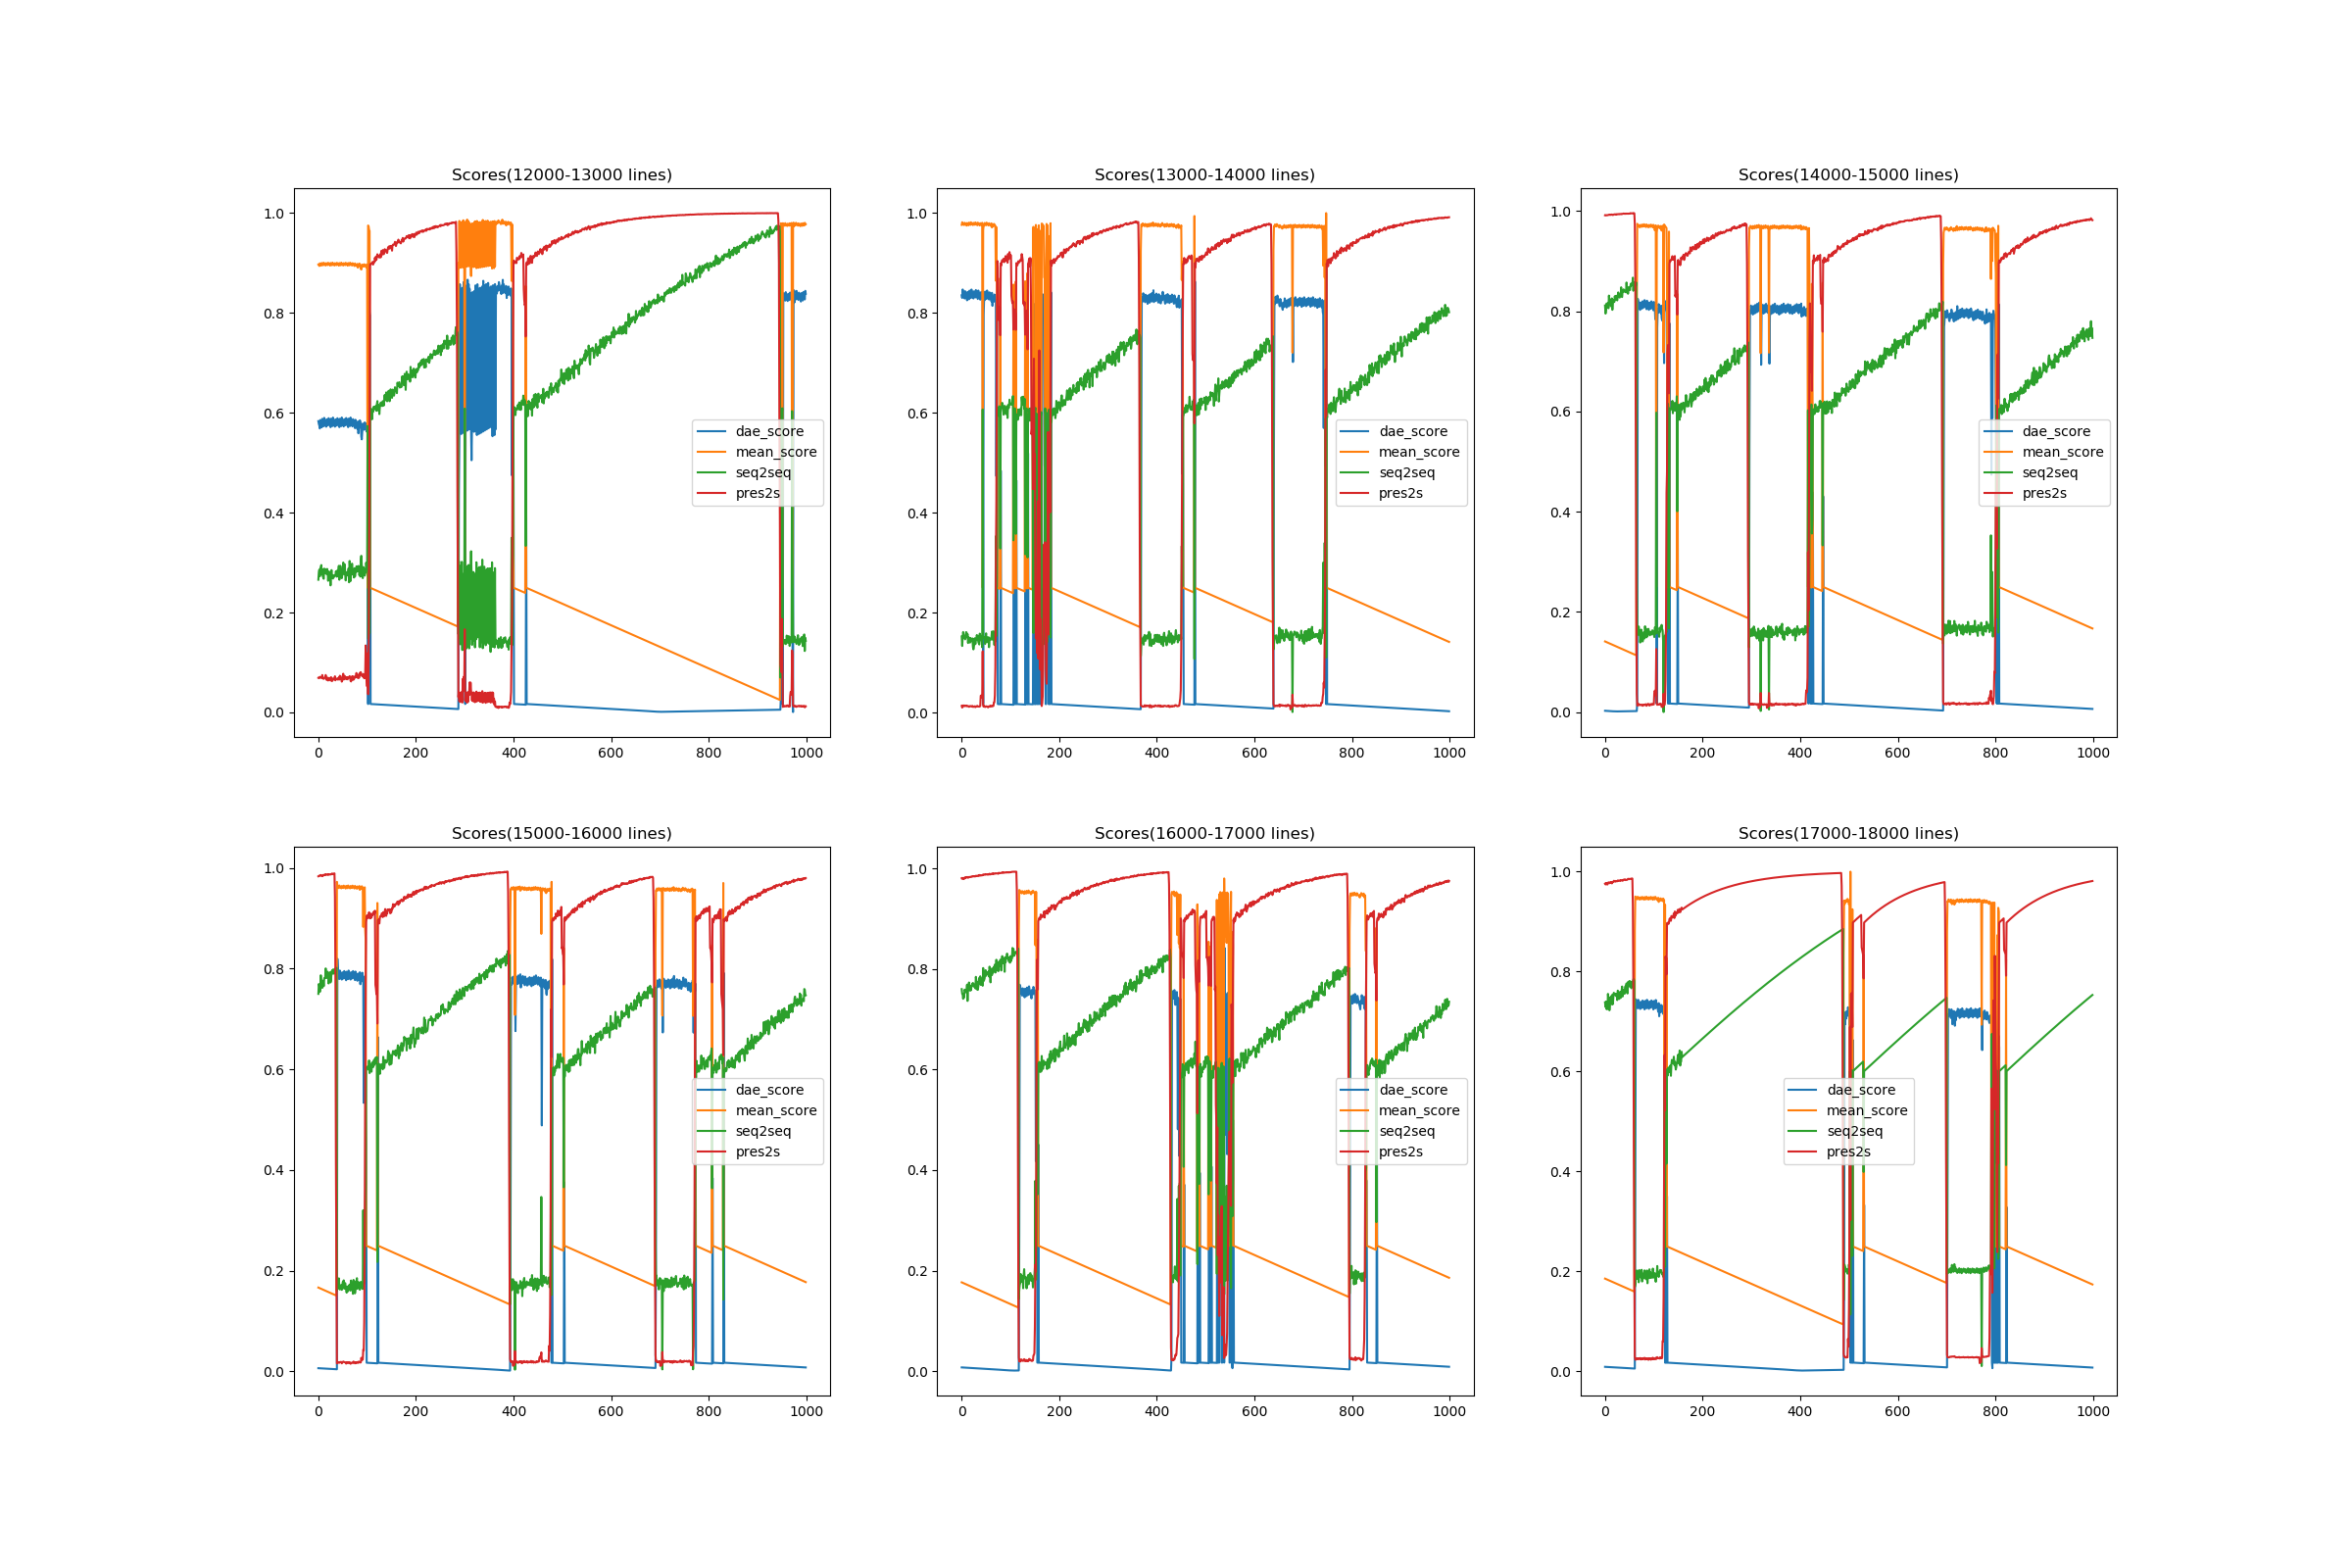 Scores(12000-13000 lines)
1.0
0.8
0.6
0.4
0.2
0.0
0 200 400 600 800 1000
dae_score
mean_score
seq2seq
pres2s
Scores(13000-14000 lines)
1.0
0.8
0.6
0.4
0.2
0.0
0 200 400 600 800 1000
dae_score
mean_score
seq2seq
pres2s
Scores(14000-15000 lines)
1.0
0.8
0.6
0.4
0.2
0.0
0 200 400 600 800 1000
dae_score
mean_score
seq2seq
pres2s
Scores(15000-16000 lines)
1.0
0.8
0.6
0.4
0.2
0.0
0 200 400 600 800 1000
dae_score
mean_score
seq2seq
pres2s
Scores(16000-17000 lines)
1.0
0.8
0.6
0.4
0.2
0.0
0 200 400 600 800 1000
dae_score
mean_score
seq2seq
pres2s
Scores(17000-18000 lines)
1.0
0.8
0.6
0.4
0.2
0.0
0 200 400 600 800 1000
dae_score
mean_score
seq2seq
pres2s